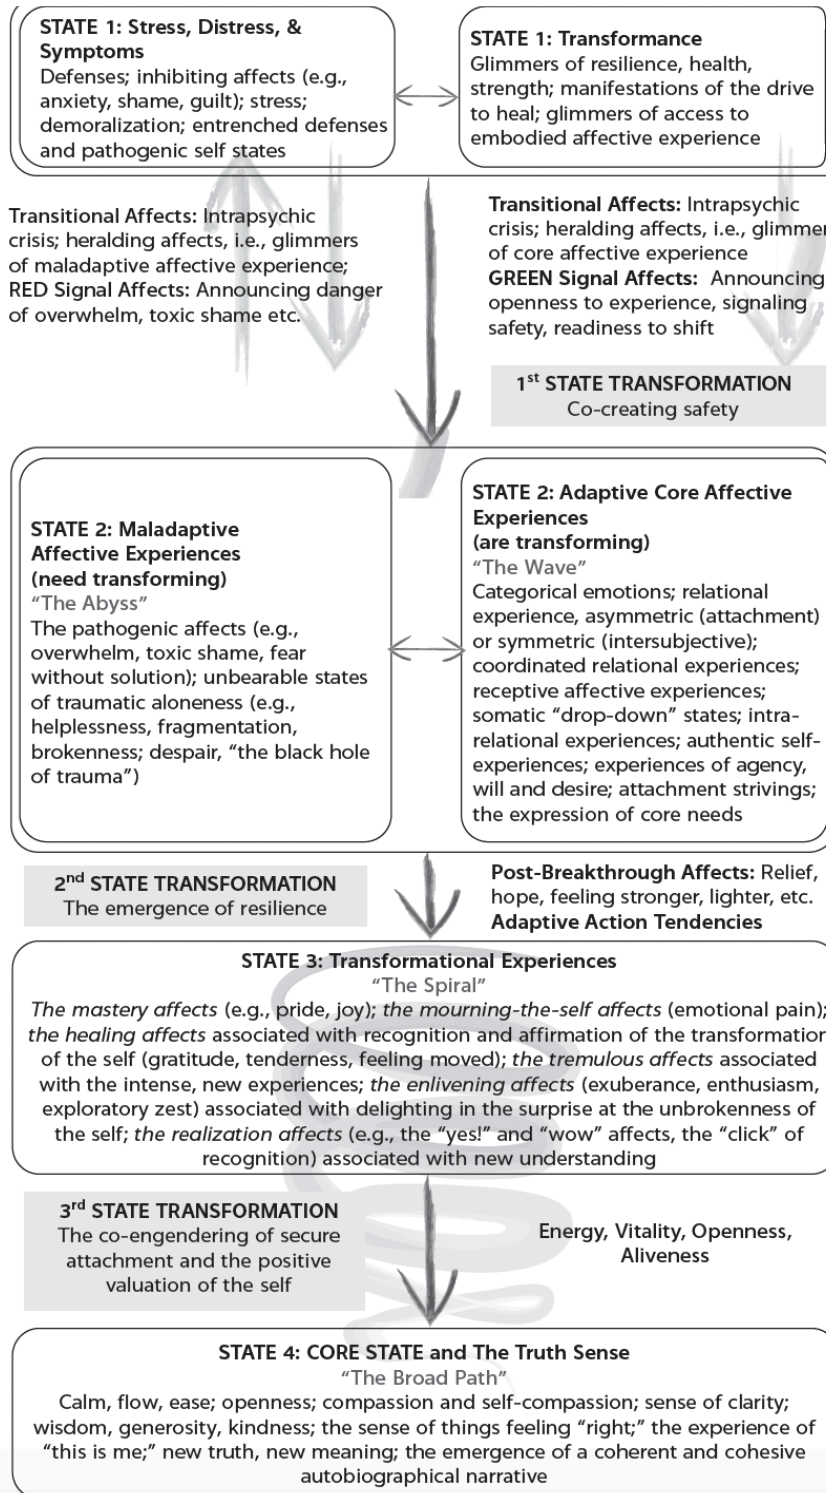 STATE 1: Stress, Distress, &
Symptoms
Defenses; inhibiting affects (e.g.,
anxiety, shame, guilt); stress;
demoralization; entrenched defenses
and pathogenic self states
STATE 1: Transformance
Glimmers of resilience, health,
strength; manifestations of the drive
to heal; glimmers of access to
embodied affective experience
Transitional Affects: Intrapsychic
crisis; heralding affects, i.e., glimmers
of maladaptive affective experience;
RED Signal Affects: Announcing danger
of overwhelm, toxic shame etc.
Transitional Affects: Intrapsychic
crisis; heralding affects, i.e., glimmer
of core affective experience
GREEN Signal Affects: Announcing
openness to experience, signaling
safety, readiness to shift
1st STATE TRANSFORMATION
Co-creating safety
STATE 2: Maladaptive
Affective Experiences
(need transforming)
“The Abyss”
The pathogenic affects (e.g.,
overwhelm, toxic shame, fear
without solution); unbearable states
of traumatic aloneness (e.g.,
helplessness, fragmentation,
brokenness; despair, “the black hole
of trauma”)
STATE 2: Adaptive Core Affective
Experiences
(are transforming)
“The Wave”
Categorical emotions; relational
experience, asymmetric (attachment)
or symmetric (intersubjective);
coordinated relational experiences;
receptive affective experiences;
somatic “drop-down” states; intra-
relational experiences; authentic self-
experiences; experiences of agency,
will and desire; attachment strivings;
the expression of core needs
2nd STATE TRANSFORMATION
The emergence of resilience
Post-Breakthrough Affects: Relief,
hope, feeling stronger, lighter, etc.
Adaptive Action Tendencies
STATE 3: Transformational Experiences
“The Spiral”
The mastery affects (e.g., pride, joy); the mourning-the-self affects (emotional pain);
the healing affects associated with recognition and affirmation of the transformation
of the self (gratitude, tenderness, feeling moved); the tremulous affects associated
with the intense, new experiences; the enlivening affects (exuberance, enthusiasm,
exploratory zest) associated with delighting in the surprise at the unbrokenness of
the self; the realization affects (e.g., the “yes!” and “wow” affects, the “click” of
recognition) associated with new understanding
3rd STATE TRANSFORMATION
The co-engendering of secure
attachment and the positive
valuation of the self
Energy, Vitality, Openness,
Aliveness
STATE 4: CORE STATE and The Truth Sense
“The Broad Path”
Calm, flow, ease; openness; compassion and self-compassion; sense of clarity;
wisdom, generosity, kindness; the sense of things feeling “right;” the experience of
“this is me;” new truth, new meaning; the emergence of a coherent and cohesive
autobiographical narrative